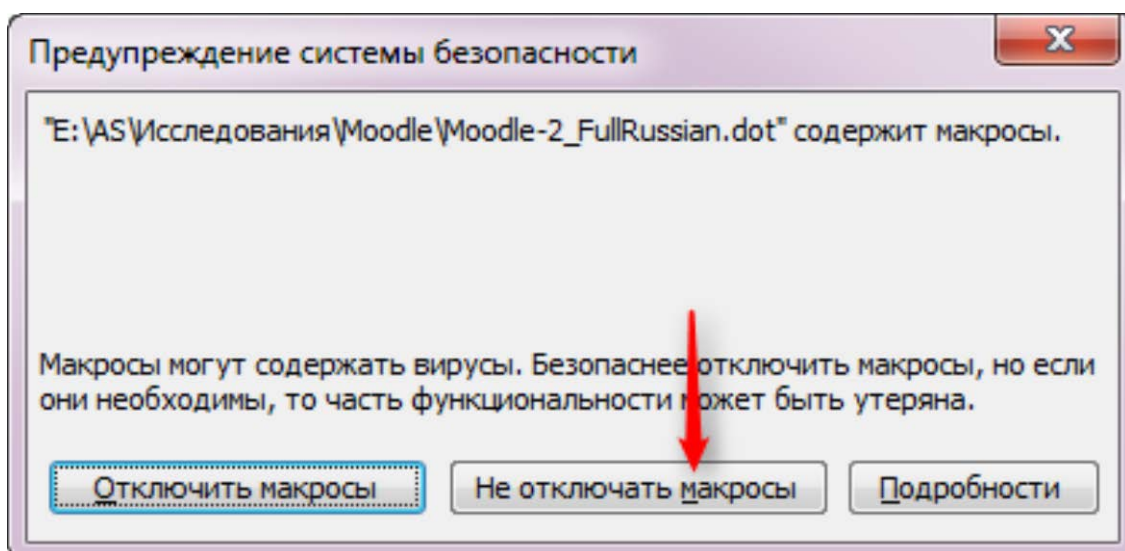 Предупреждение системы безопасности
"E:\AS\Исследования\Moodle\Moodle-2_FullRussian.dot" содержит макросы.
Макросы могут содержать вирусы. Безопаснее отключить макросы, но если
они необходимы, то часть функциональности может быть утеряна.
Отключить макросы
Не отключать макросы
Подробности